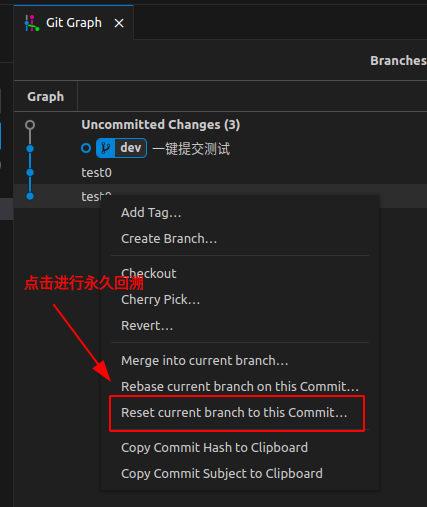 Git Graph
Branches
Graph
Uncommitted Changes (3)
dev 一键提交测试
test0
test0
Add Tag...
Create Branch...
Checkout
点击进行永久回溯
Cherry Pick...
Revert...
Merge into current branch...
Rebase current branch on this Commit...
Reset current branch to this Commit...
Copy Commit Hash to Clipboard
Copy Commit Subject to Clipboard